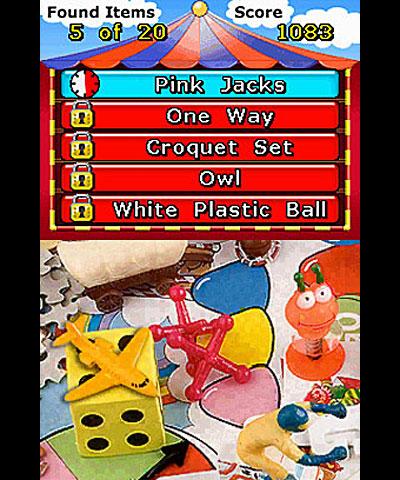 Found Items
Score
5 of 20
1083
Pink Jacks
One Way
Croquet Set
Owl
White Plastic Ball